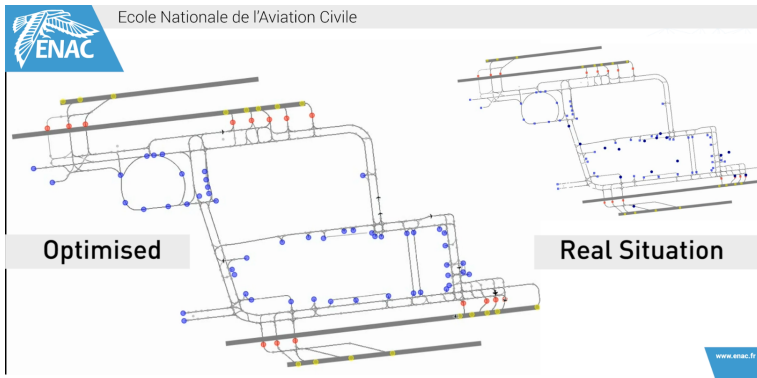 Ecole Nationale de l'Aviation Civile
ENAC
Optimised
Real Situation
www.enac.fr